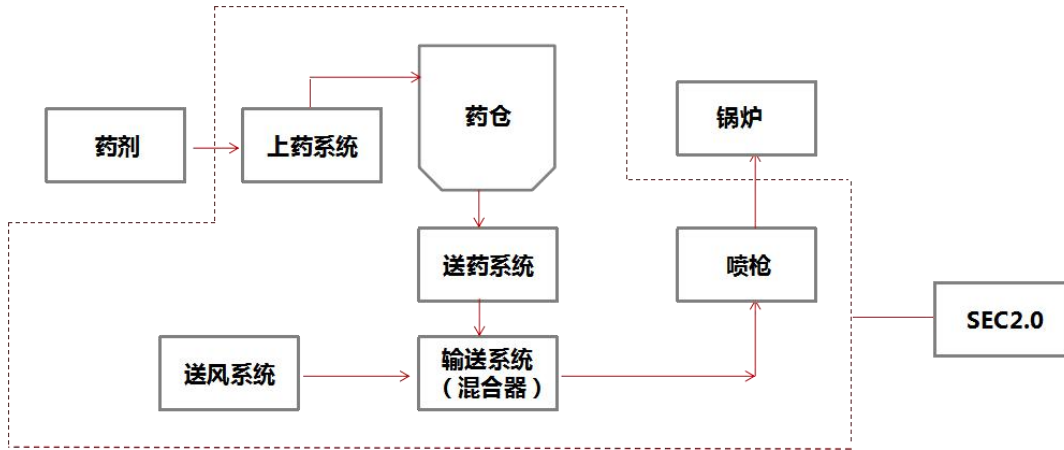 药仓
锅炉
药剂
上药系统
送药系统
喷枪
SEC2.0
送风系统
输送系统
（混合器）